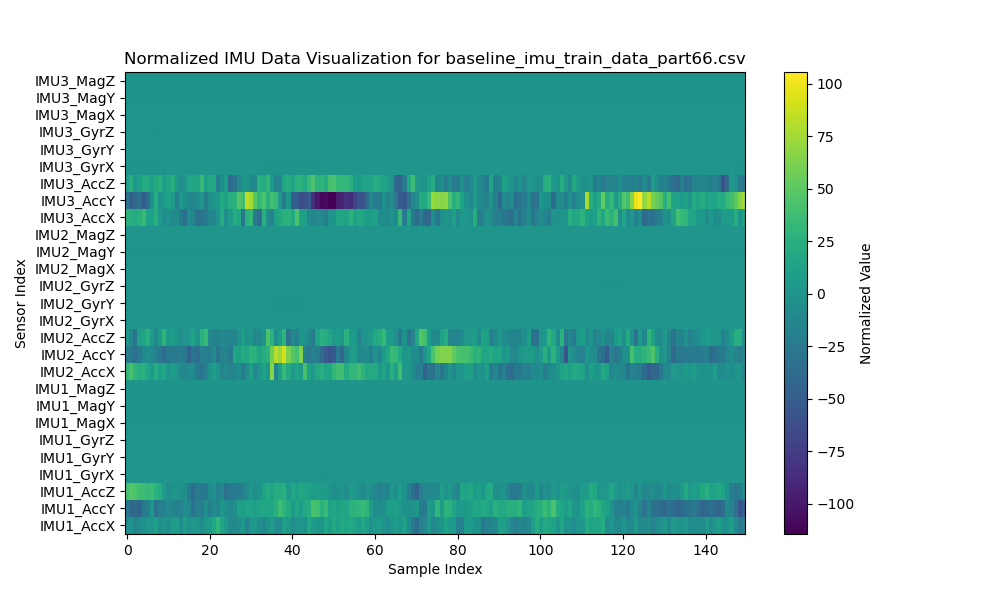 Normalized IMU Data Visualization for baseline_imu_train_data_part66.csv
Sensor Index
IMU3_MagZ
IMU3_MagY
IMU3_MagX
IMU3_GyrZ
IMU3_GyrY
IMU3_GyrX
IMU3_AccZ
IMU3_AccY
IMU3_AccX
IMU2_MagZ
IMU2_MagY
IMU2_MagX
IMU2_GyrZ
IMU2_GyrY
IMU2_GyrX
IMU2_AccZ
IMU2_AccY
IMU2_AccX
IMU1_MagZ
IMU1_MagY
IMU1_MagX
IMU1_GyrZ
IMU1_GyrY
IMU1_GyrX
IMU1_AccZ
IMU1_AccY
IMU1_AccX
0 20 40 60 80 100 120 140
Sample Index
100
75
50
25
0
−25
−50
−75
−100
Normalized Value